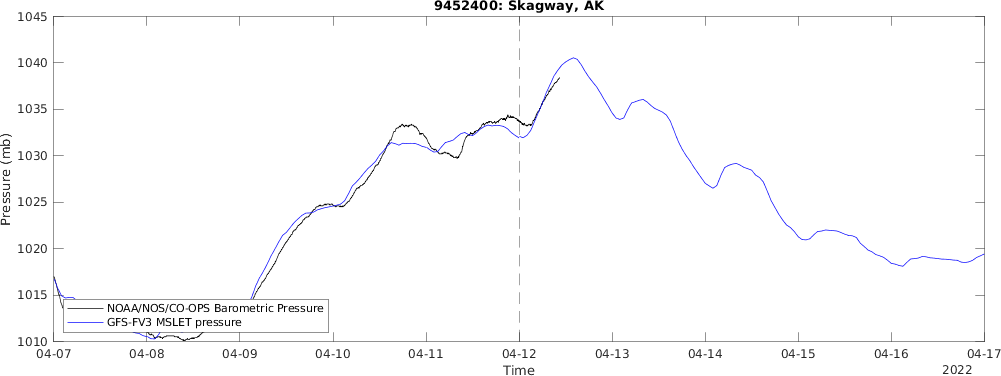 9452400: Skagway, AK
Pressure (mb)
1045
1040
1035
1030
1025
1020
1015
1010
NOAA/NOS/CO-OPS Barometric Pressure
GFS-FV3 MSLET pressure
04-07 04-08 04-09 04-10 04-11 04-12 04-13 04-14 04-15 04-16 04-17
Time
2022